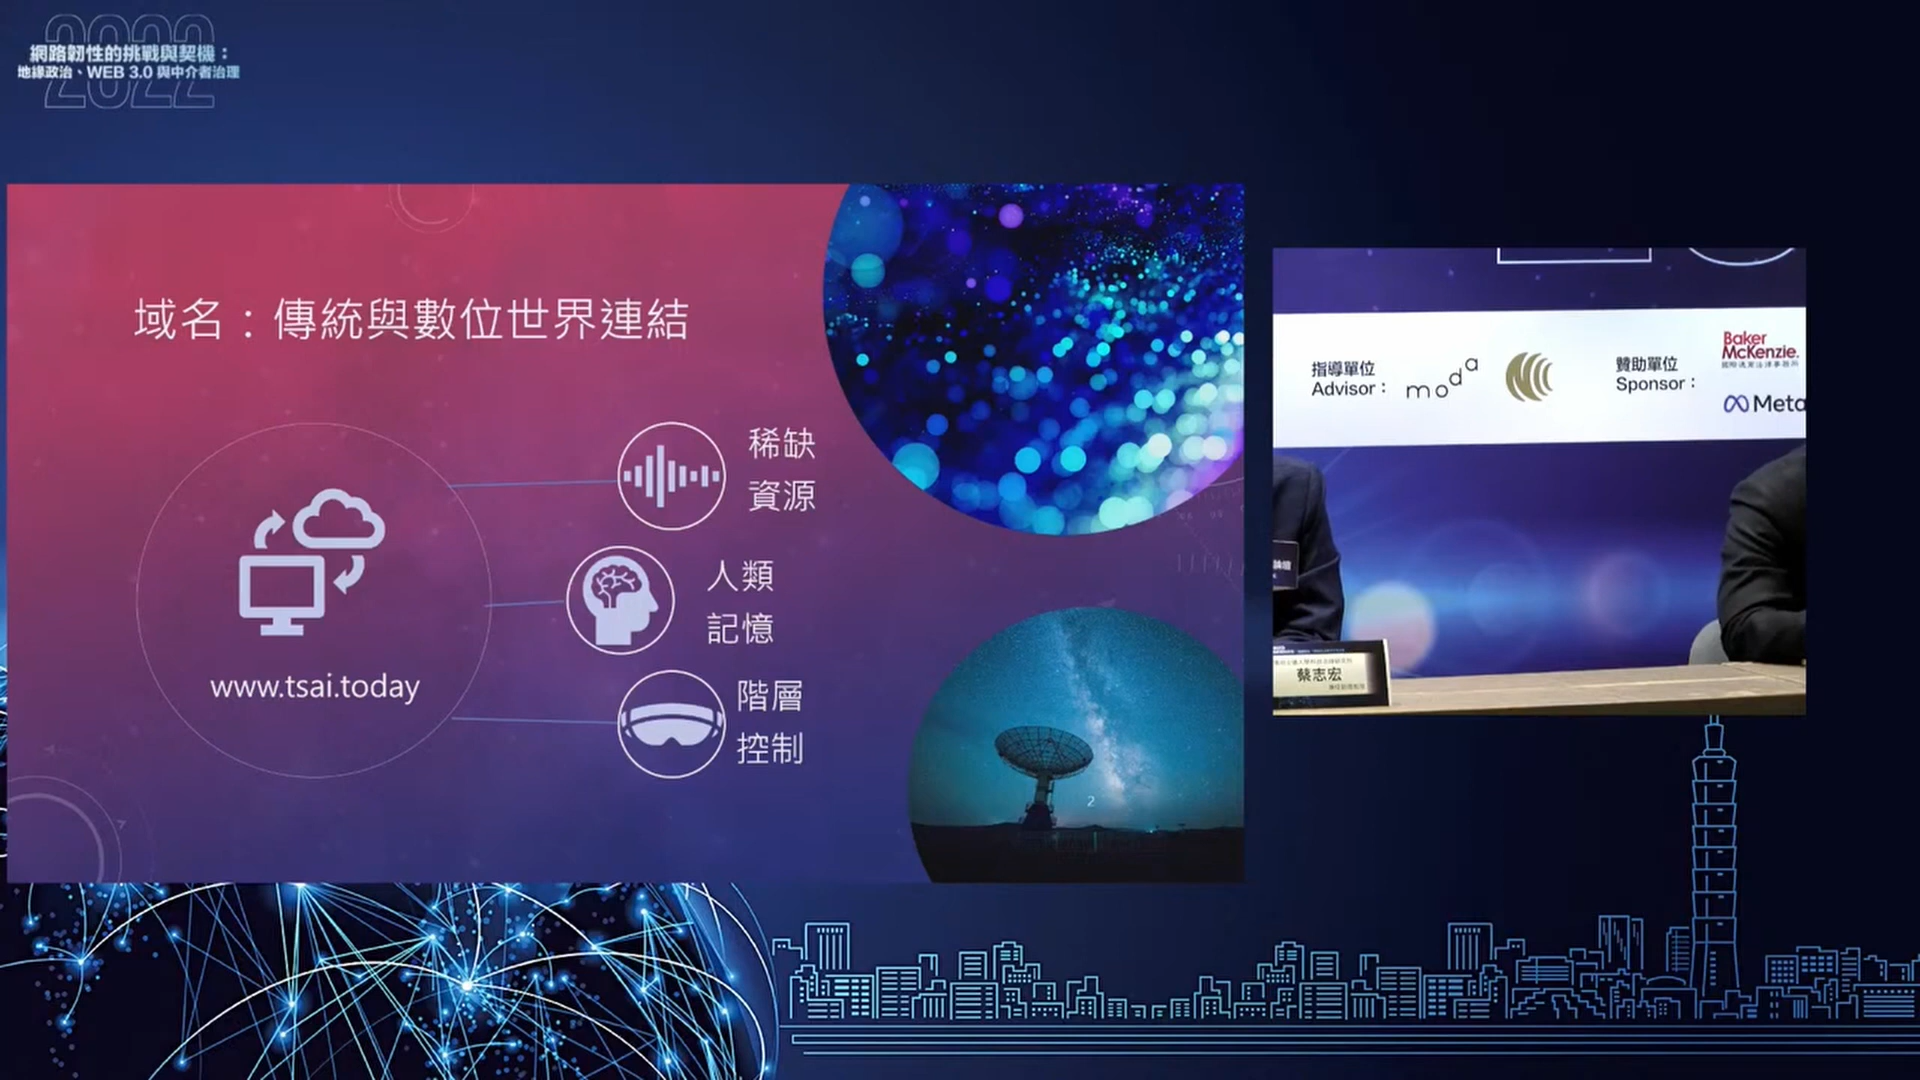 2022
網路韌性的挑戰與契機：
地緣政治、WEB 3.0 與中介者治理
域名：傳統與數位世界連結
稀缺
資源
人類
記憶
階層
控制
www.tsai.today
2
指導單位
Advisor：
moda
贊助單位
Sponsor：
Baker
McKenzie.
Meta
蔡志宏